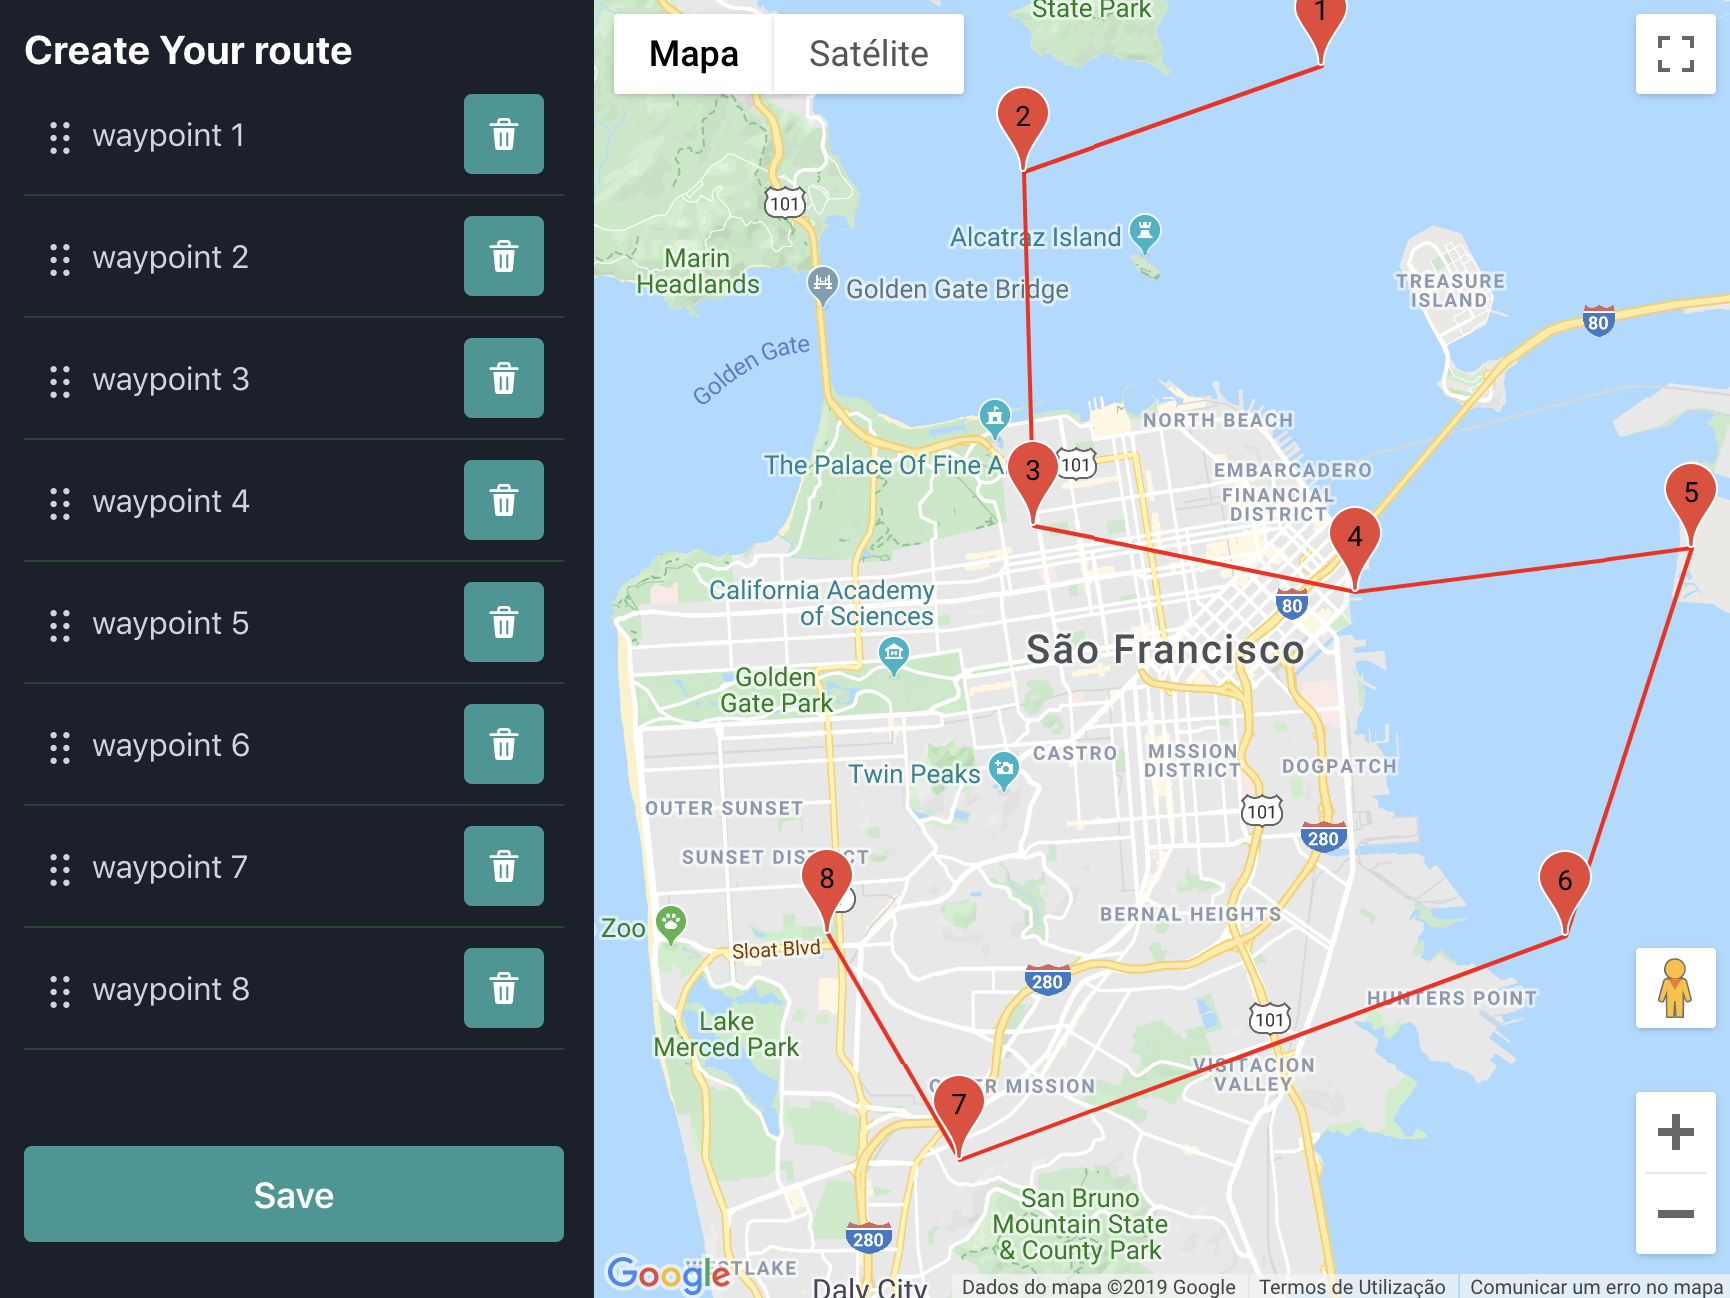 Create Your route
waypoint 1
waypoint 2
waypoint 3
waypoint 4
waypoint 5
waypoint 6
waypoint 7
waypoint 8
Save
Mapa
Satélite
State Park
1
2
101
Alcatraz Island
Marin
Headlands
Golden Gate Bridge
TREASURE
ISLAND
80
Golden Gate
NORTH BEACH
The Palace Of Fine A
3
101
EMBARCADERO
FINANCIAL
DISTRICT
5
4
California Academy
of Sciences
80
São Francisco
Golden
Gate Park
CASTRO
MISSION
DISTRICT
DOGPATCH
Twin Peaks
OUTER SUNSET
101
280
SUNSET DIST
CT
8
6
BERNAL HEIGHTS
Zoo
Sloat Blvd
280
HUNTERS POINT
Lake
Merced Park
101
VISITACION
VALLEY
MISSION
7
San Bruno
Mountain State
& County Park
280
Google
WESTLAKE
Daly City
Dados do mapa ©2019 Google
Termos de Utilização
Comunicar um erro no mapa